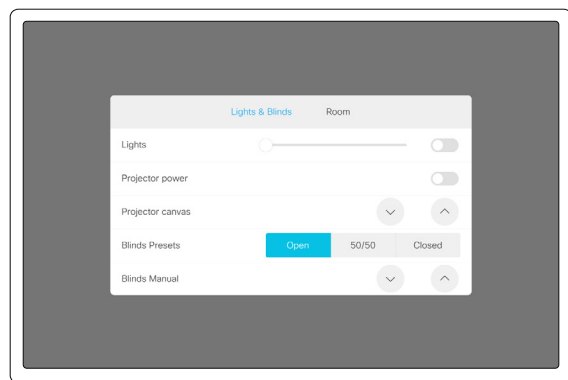 Lights & Blinds Room
Lights
Projector power
Projector canvas
Blinds Presets Open 50/50 Closed
Blinds Manual